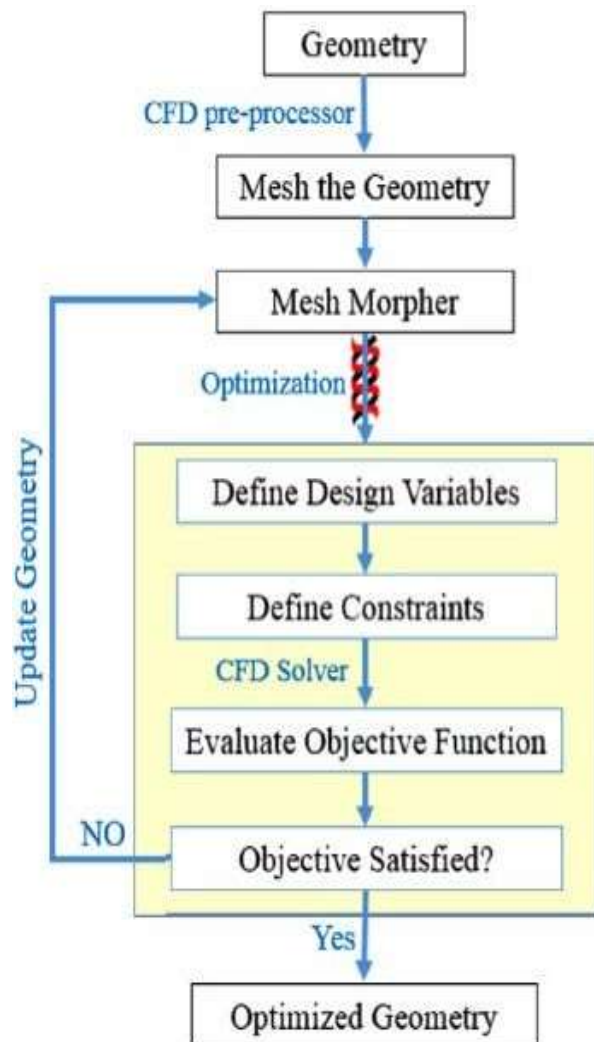 Geometry
CFD pre-processor
Mesh the Geometry
Mesh Morpher
Optimization
Define Design Variables
Define Constraints
CFD Solver
Evaluate Objective Function
Objective Satisfied?
NO
Update Geometry
Yes
Optimized Geometry